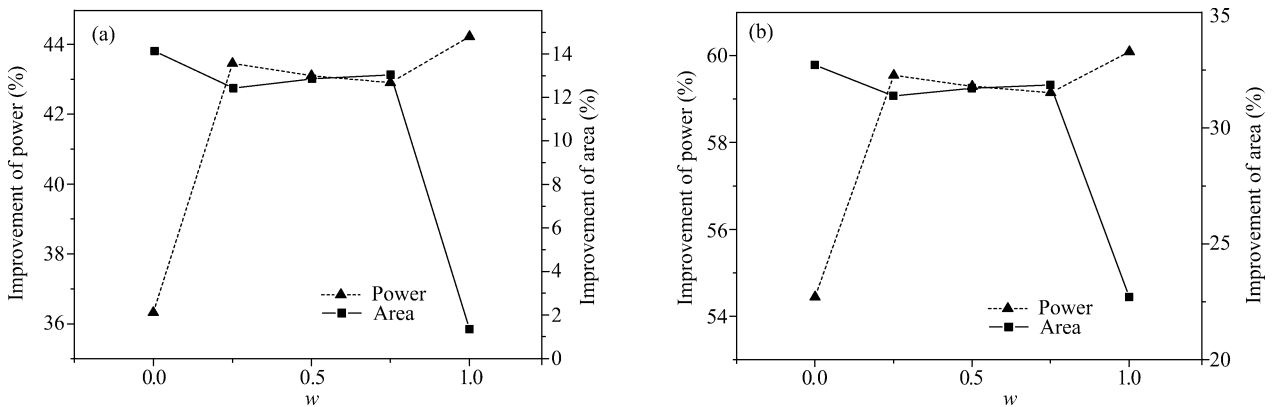 (a)
Improvement of power (%)
44
42
40
38
36
16
14
12
10
8
6
4
2
0
Improvement of area (%)
Power
Area
0.0
0.5
1.0
w
(b)
Improvement of power (%)
60
58
56
54
35
32
25
20
Improvement of area (%)
Power
Area
0.0
0.5
1.0
w